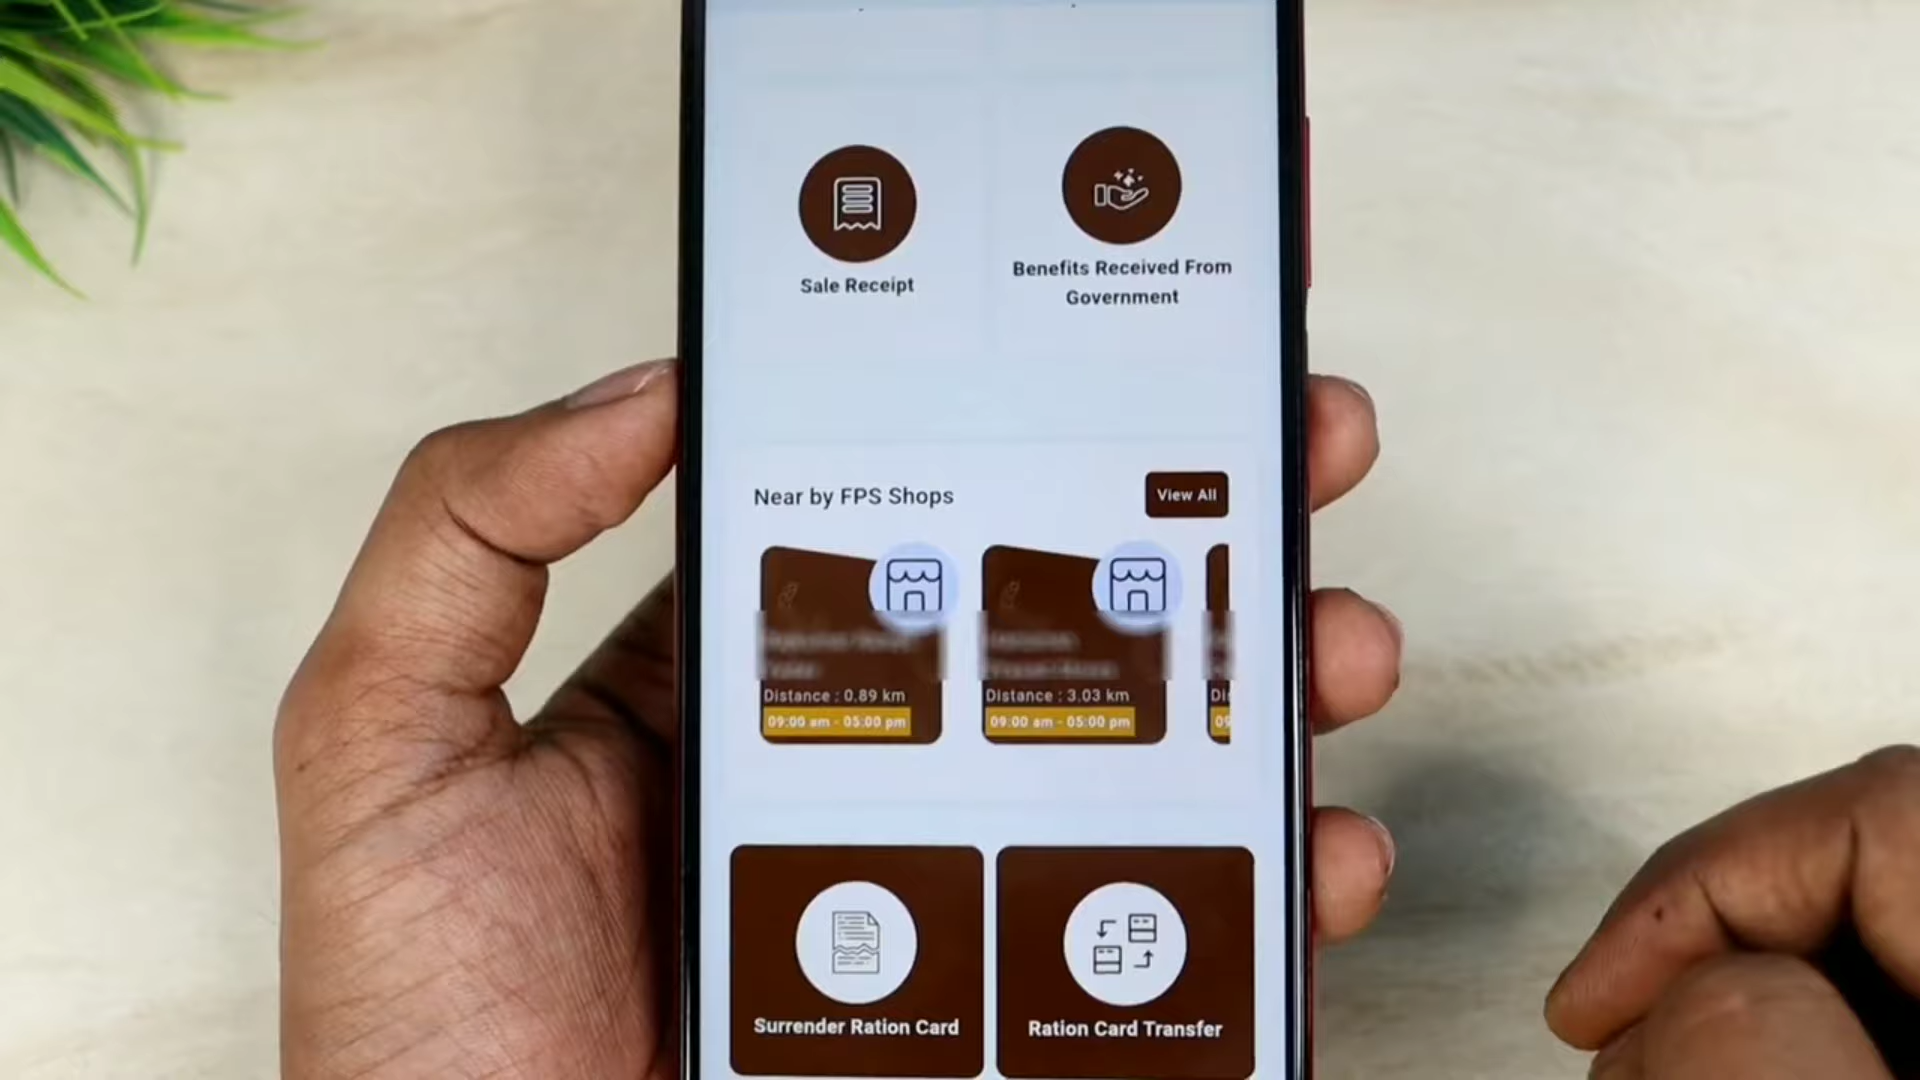 Sale Receipt
Benefits Received From
Government
Near by FPS Shops
View All
Distance : 0.89 km
09:00 am - 05:00 pm
Distance : 3.03 km
09:00 am - 05:00 pm
Surrender Ration Card
Ration Card Transfer